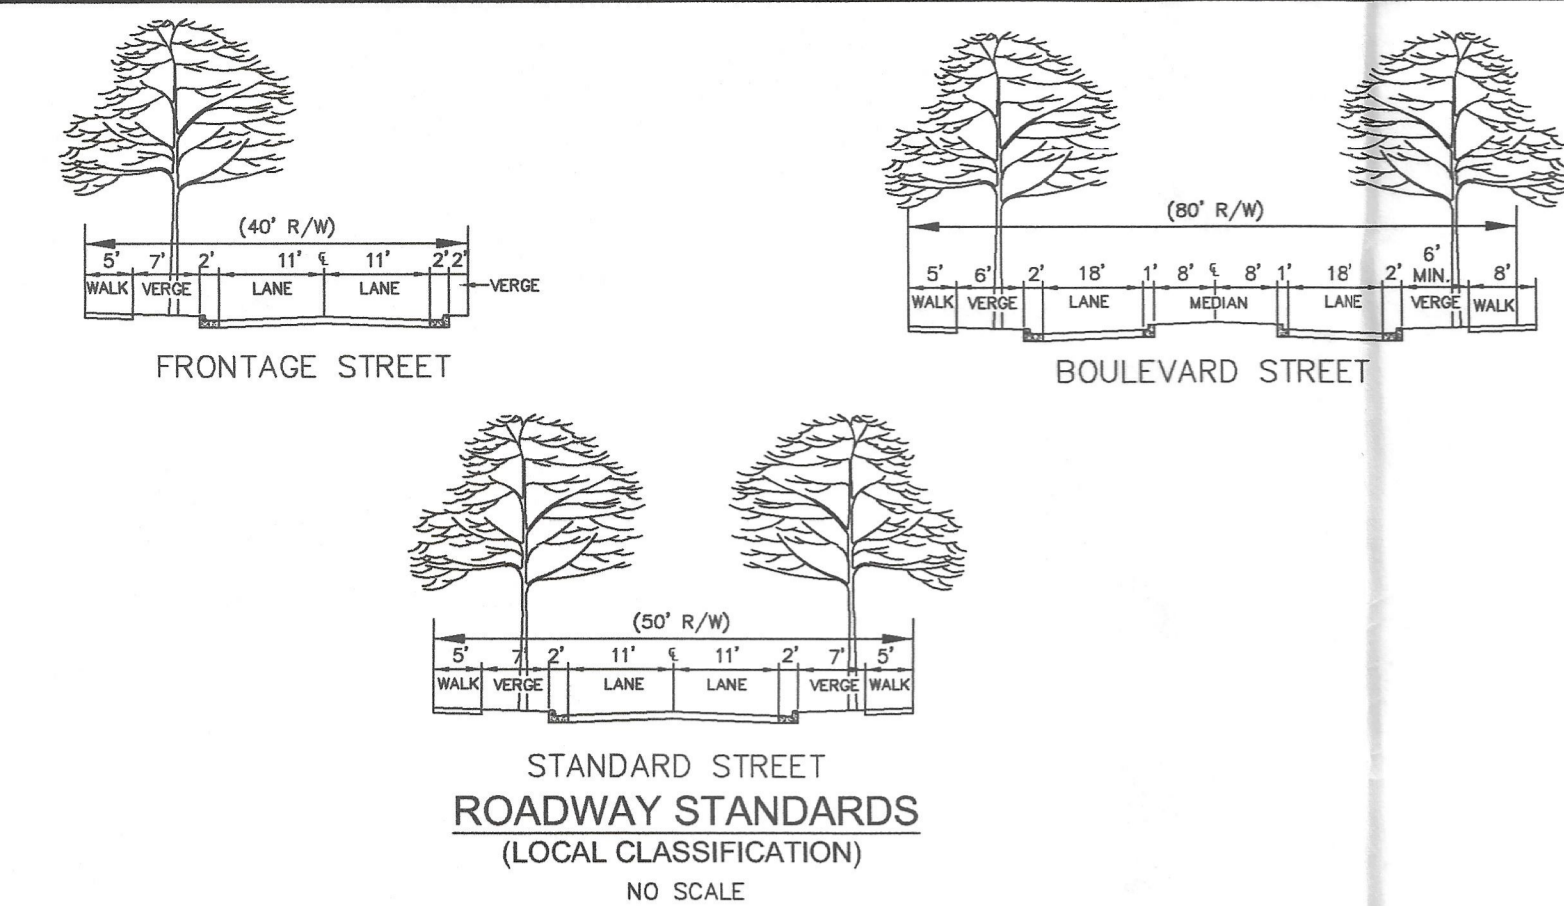 (40' R/W)
5' 7' 2' 11' ℄ 11' 2' 2'
WALK VERGE LANE LANE VERGE
FRONTAGE STREET
(80' R/W)
5' 6' 2' 18' 1' 8' ℄ 8' 1' 18' 2' 6' MIN. 8'
WALK VERGE LANE MEDIAN LANE VERGE WALK
BOULEVARD STREET
(50' R/W)
5' 7' 2' 11' ℄ 11' 2' 7' 5'
WALK VERGE LANE LANE VERGE WALK
STANDARD STREET
ROADWAY STANDARDS
(LOCAL CLASSIFICATION)
NO SCALE